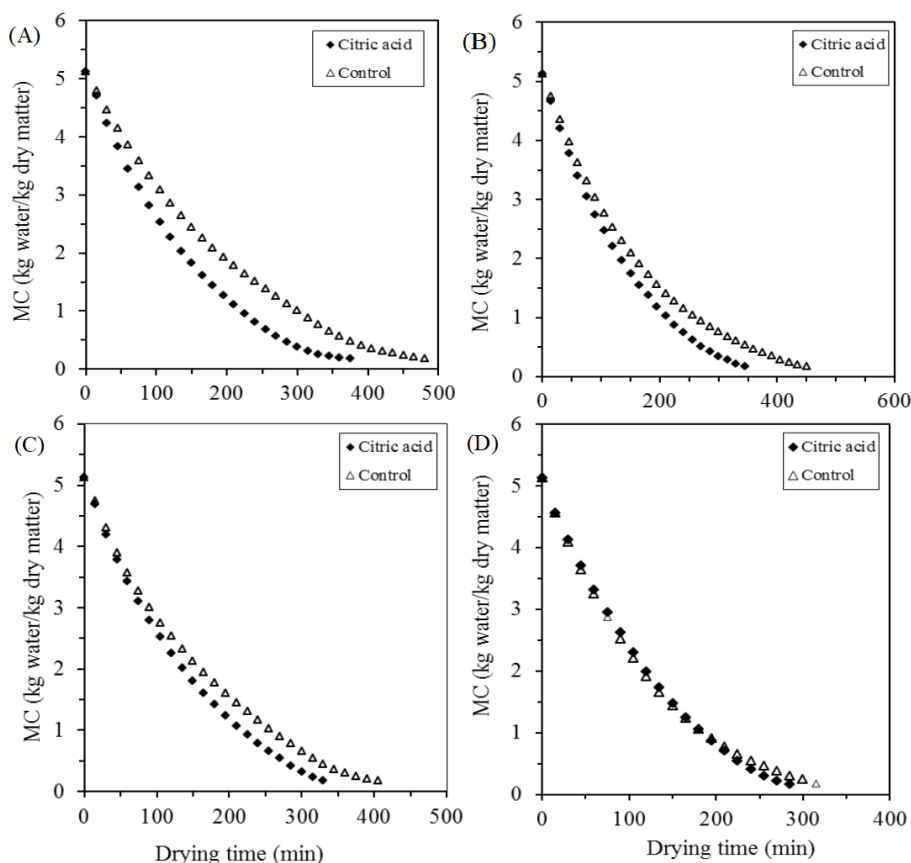 (A)
MC (kg water/kg dry matter)
6
5
4
3
2
1
0
0 100 200 300 400 500
Citric acid
Control
(B)
MC (kg water/kg dry matter)
6
5
4
3
2
1
0
0 200 400 600
Citric acid
Control
(C)
MC (kg water/kg dry matter)
6
5
4
3
2
1
0
0 100 200 300 400 500
Drying time (min)
Citric acid
Control
(D)
MC (kg water/kg dry matter)
6
5
4
3
2
1
0
0 100 200 300 400
Drying time (min)
Citric acid
Control